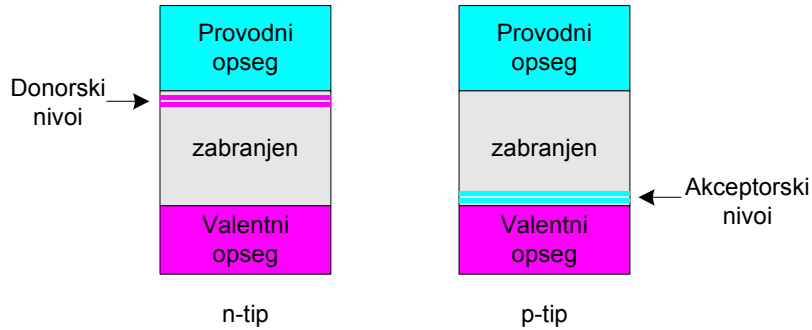 Provodni
opseg
Donorski
nivoi
zabranjen
Valentni
opseg
n-tip
Provodni
opseg
zabranjen
Akceptorski
nivoi
Valentni
opseg
p-tip